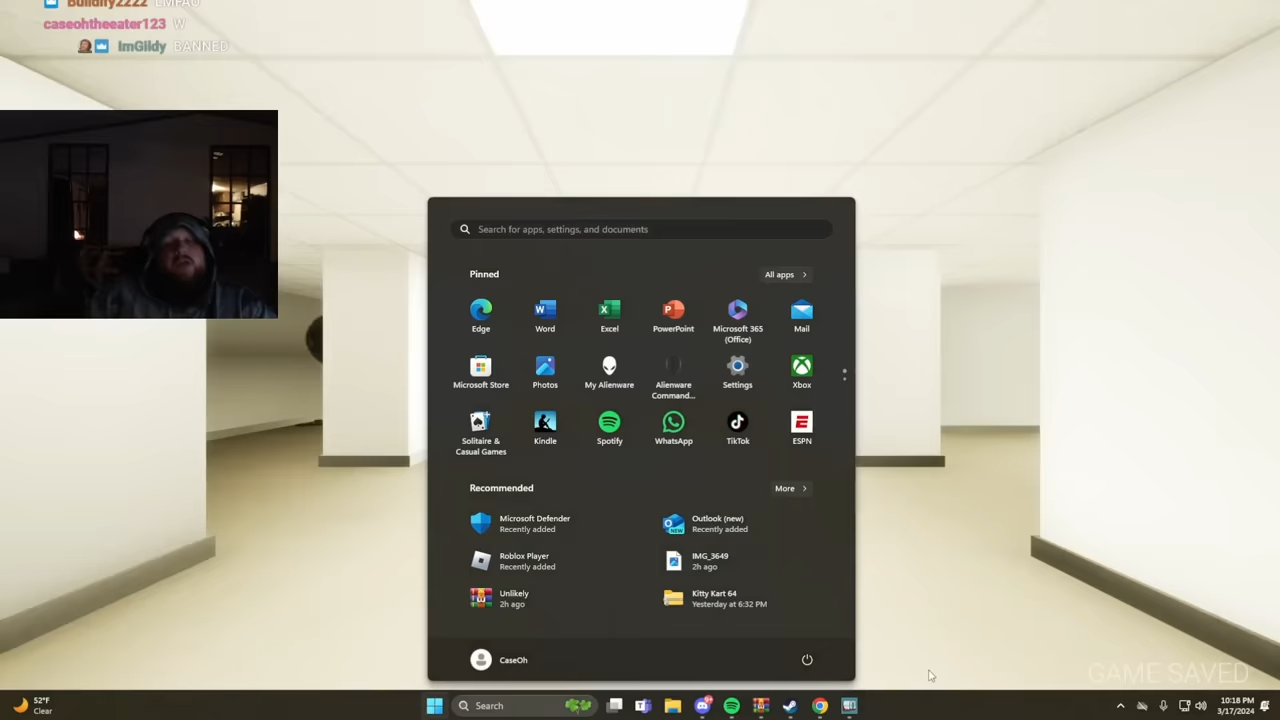 Buildify2222 LMFAO
caseohtheeater123 W
ImGildy BANNED
Search for apps, settings, and documents
Pinned
All apps >
Edge
Word
Excel
PowerPoint
Microsoft 365
(Office)
Mail
Microsoft Store
Photos
My Alienware
Alienware
Command...
Settings
Xbox
Solitaire &
Casual Games
Kindle
Spotify
WhatsApp
TikTok
ESPN
Recommended
More >
Microsoft Defender
Recently added
Outlook (new)
Recently added
Roblox Player
Recently added
IMG_3649
2h ago
Unlikely
2h ago
Kitty Kart 64
Yesterday at 6:32 PM
CaseOh
GAME SAVED
52°F
Clear
Search
10:18 PM
3/17/2024